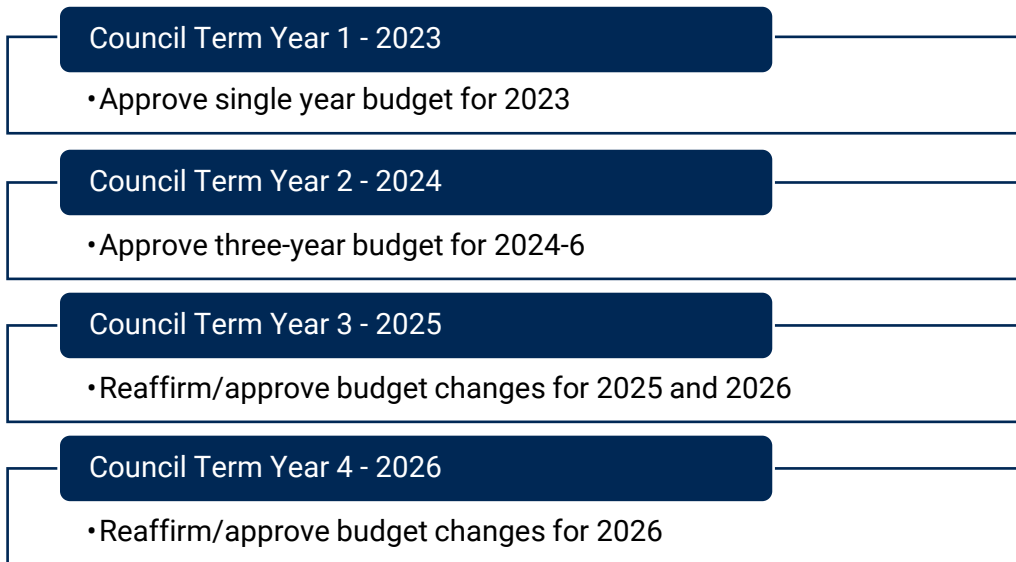 Council Term Year 1 - 2023
•Approve single year budget for 2023
Council Term Year 2 - 2024
•Approve three-year budget for 2024-6
Council Term Year 3 - 2025
•Reaffirm/approve budget changes for 2025 and 2026
Council Term Year 4 - 2026
•Reaffirm/approve budget changes for 2026